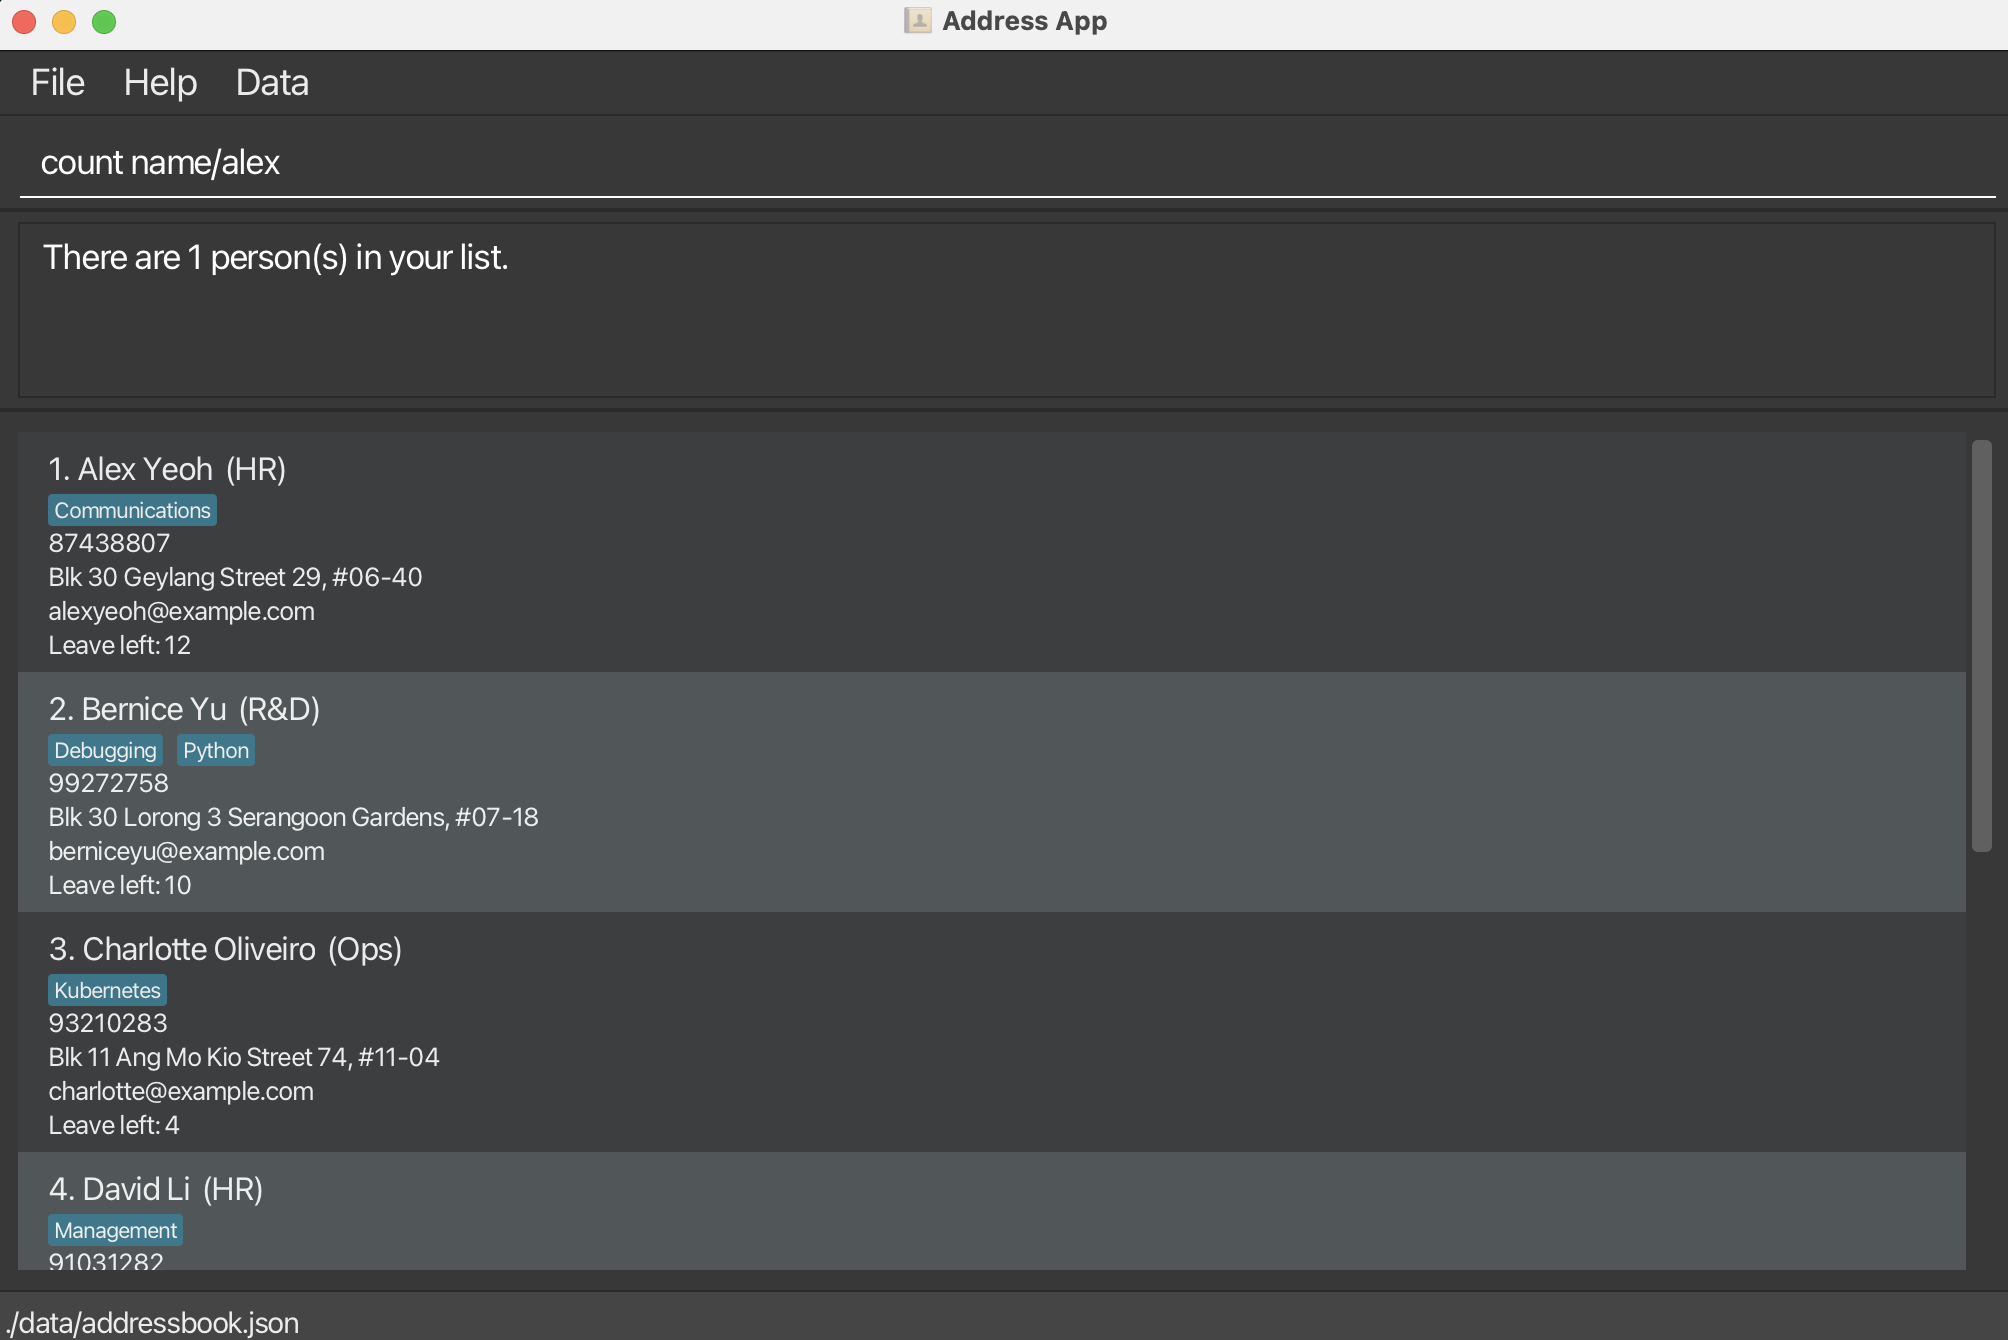 Address App
File Help Data
count name/alex
There are 1 person(s) in your list.
1. Alex Yeoh (HR)
Communications
87438807
Blk 30 Geylang Street 29, #06-40
alexyeoh@example.com
Leave left: 12
2. Bernice Yu (R&D)
Debugging Python
99272758
Blk 30 Lorong 3 Serangoon Gardens, #07-18
berniceyu@example.com
Leave left: 10
3. Charlotte Oliveiro (Ops)
Kubernetes
93210283
Blk 11 Ang Mo Kio Street 74, #11-04
charlotte@example.com
Leave left: 4
4. David Li (HR)
Management
91031282
./data/addressbook.json